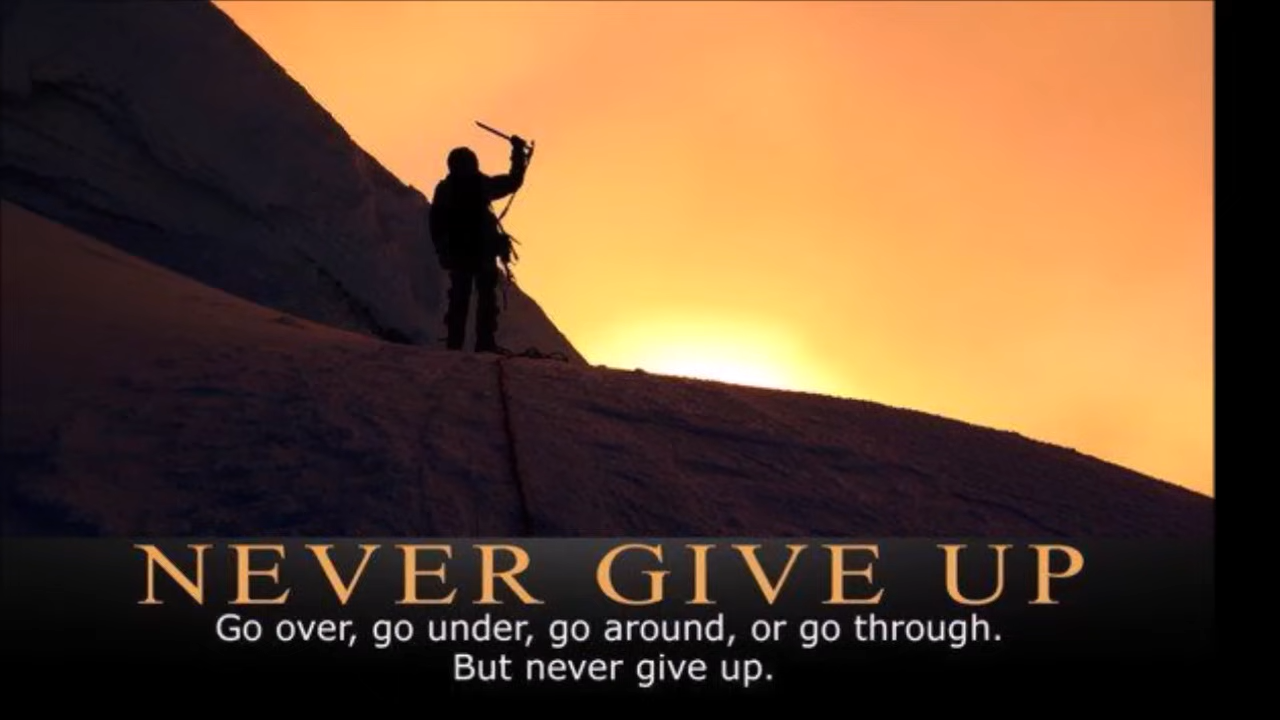 NEVER GIVE UP
Go over, go under, go around, or go through.
But never give up.